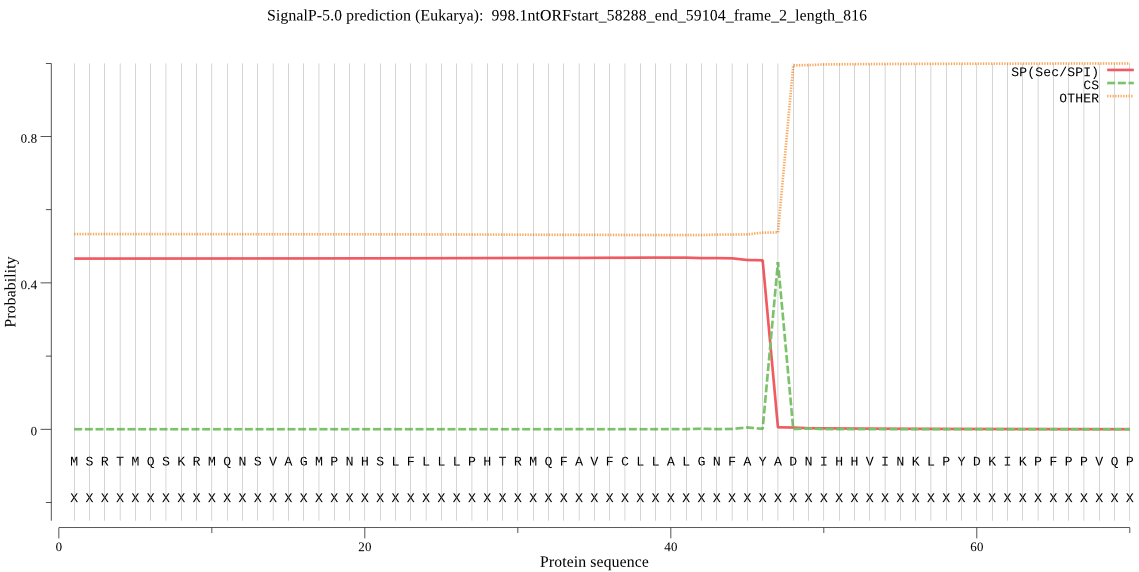 SignalP-5.0 prediction (Eukarya): 998.1ntORFstart_58288_end_59104_frame_2_length_816
SP(Sec/SPI)
CS
OTHER
0.8
0.4
0
Probability
M S R T M Q S K R M Q N S V A G M P N H S L F L L L P H T R M Q F A V F C L L A L G N F A Y A D N I H H V I N K L P Y D K I K P F P P V Q P
X X X X X X X X X X X X X X X X X X X X X X X X X X X X X X X X X X X X X X X X X X X X X X X X X X X X X X X X X X X X X X X X X X X X X X
0 20 40 60
Protein sequence